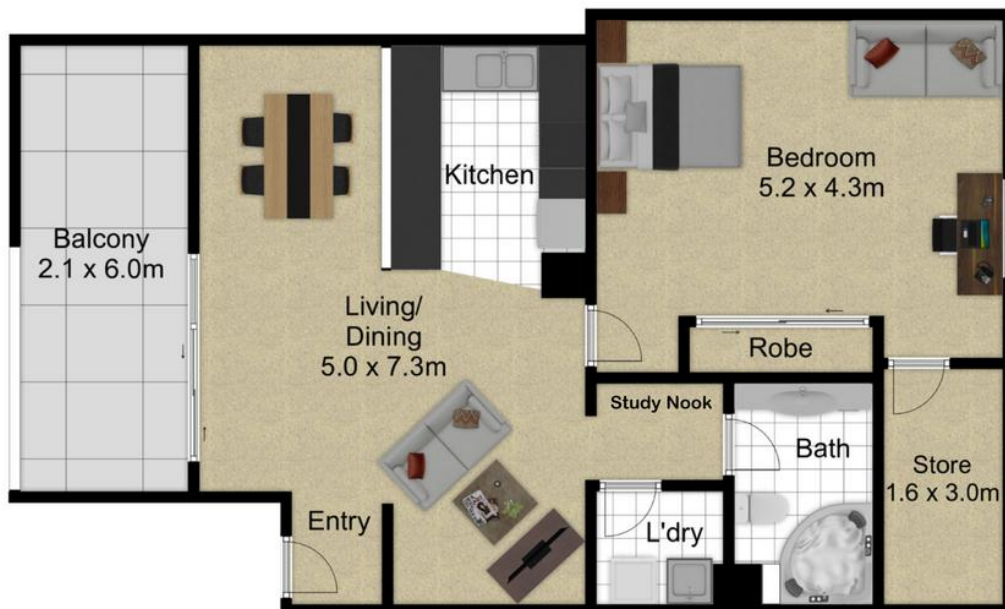 Balcony
2.1 x 6.0m
Living/
Dining
5.0 x 7.3m
Kitchen
Bedroom
5.2 x 4.3m
Robe
Study Nook
Bath
Store
1.6 x 3.0m
Entry
L'dry